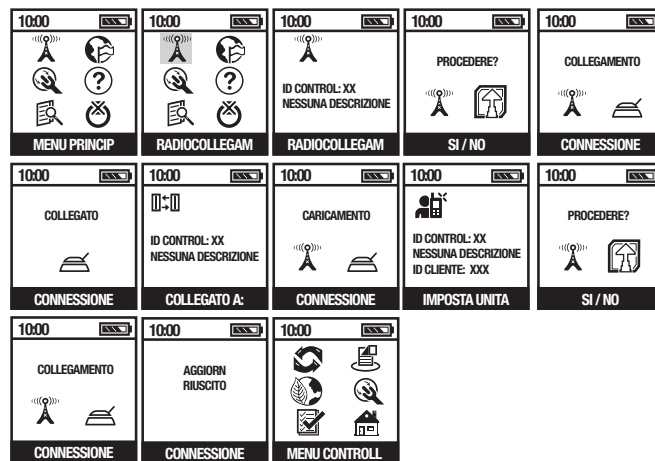 10:00
MENU PRINCIP
10:00
RADIOCOLLEGAM
10:00
ID CONTROL: XX
NESSUNA DESCRIZIONE
RADIOCOLLEGAM
10:00
PROCEDERE?
SI / NO
10:00
COLLEGAMENTO
CONNESSIONE
10:00
COLLEGATO
CONNESSIONE
10:00
ID CONTROL: XX
NESSUNA DESCRIZIONE
COLLEGATO A:
10:00
CARICAMENTO
CONNESSIONE
10:00
ID CONTROL: XX
NESSUNA DESCRIZIONE
ID CLIENTE: XXX
IMPOSTA UNITA
10:00
PROCEDERE?
SI / NO
10:00
COLLEGAMENTO
CONNESSIONE
10:00
AGGIORN
RIUSCITO
CONNESSIONE
10:00
MENU CONTROLL